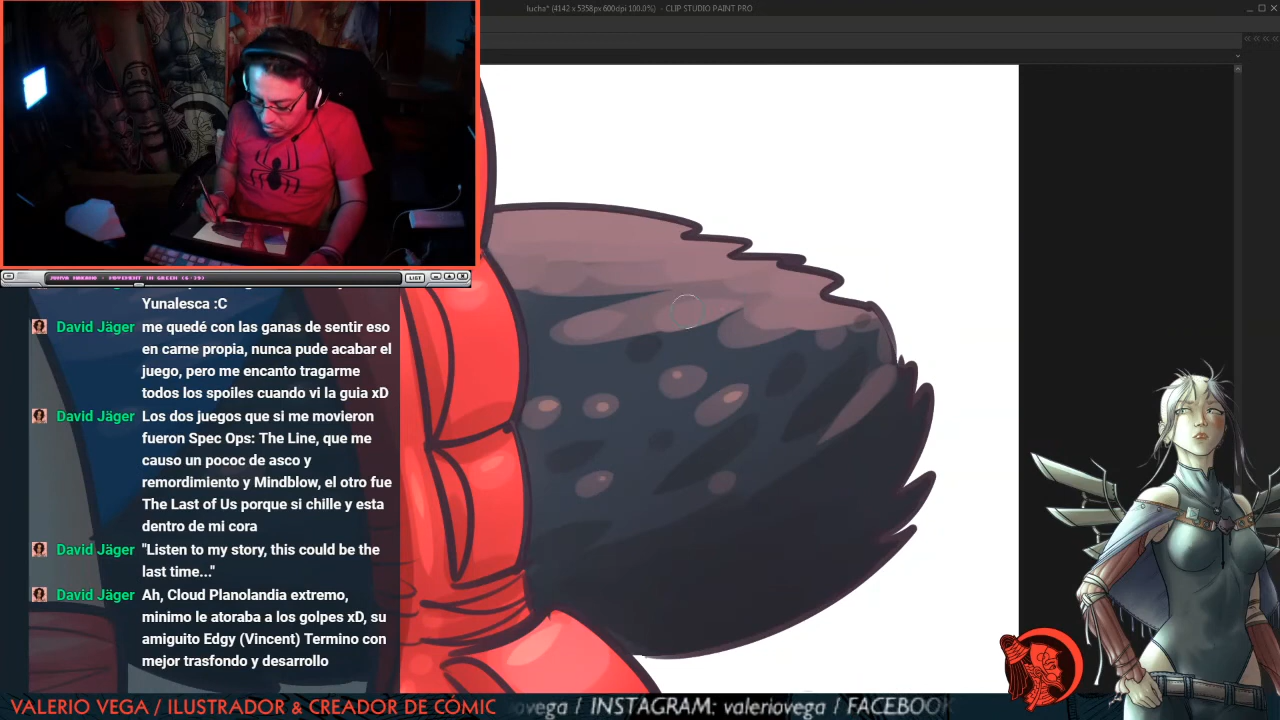 lucha* (4142 x 5358px 600dpi 100.0%) - CLIP STUDIO PAINT PRO
LIST
Yunalesca :C
David Jäger me quedé con las ganas de sentir eso
en carne propia, nunca pude acabar el
juego, pero me encanto tragarme
todos los spoiles cuando vi la guia xD
David Jäger Los dos juegos que si me movieron
fueron Spec Ops: The Line, que me
causo un pococ de asco y
remordimiento y Mindblow, el otro fue
The Last of Us porque si chille y esta
dentro de mi cora
David Jäger "Listen to my story, this could be the
last time..."
David Jäger Ah, Cloud Planolandia extremo,
minimo le atoraba a los golpes xD, su
amiguito Edgy (Vincent) Termino con
mejor trasfondo y desarrollo
VALERIO VEGA / ILUSTRADOR & CREADOR DE CÓMIC
iovega / INSTAGRAM: valeriovega / FACEBOOK